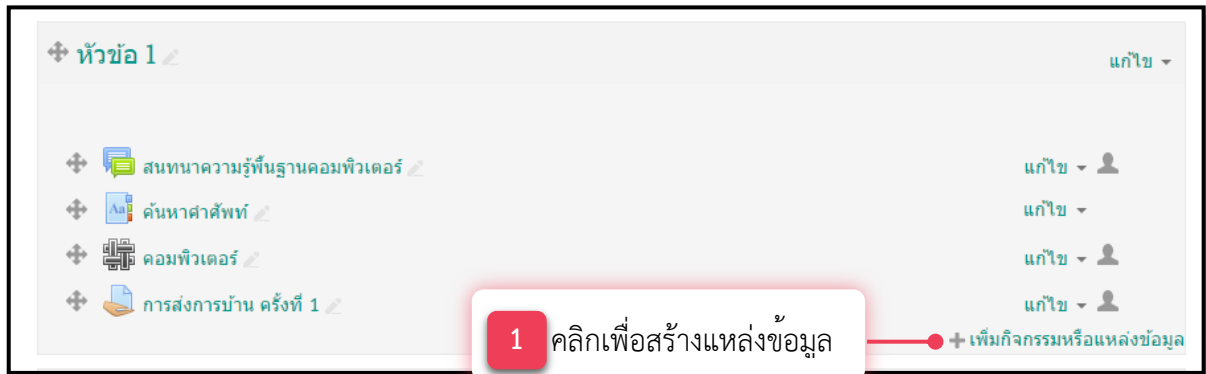 หัวข้อ 1
แก้ไข
สนทนาความรู้พื้นฐานคอมพิวเตอร์
แก้ไข
Aa
ค้นหาศาสัพท์
แก้ไข
คอมพิวเตอร์
แก้ไข
การส่งการบ้าน ครั้งที่ 1
แก้ไข
1 คลิกเพื่อสร้างแหล่งข้อมูล
เพิ่มกิจกรรมหรือแหล่งข้อมูล